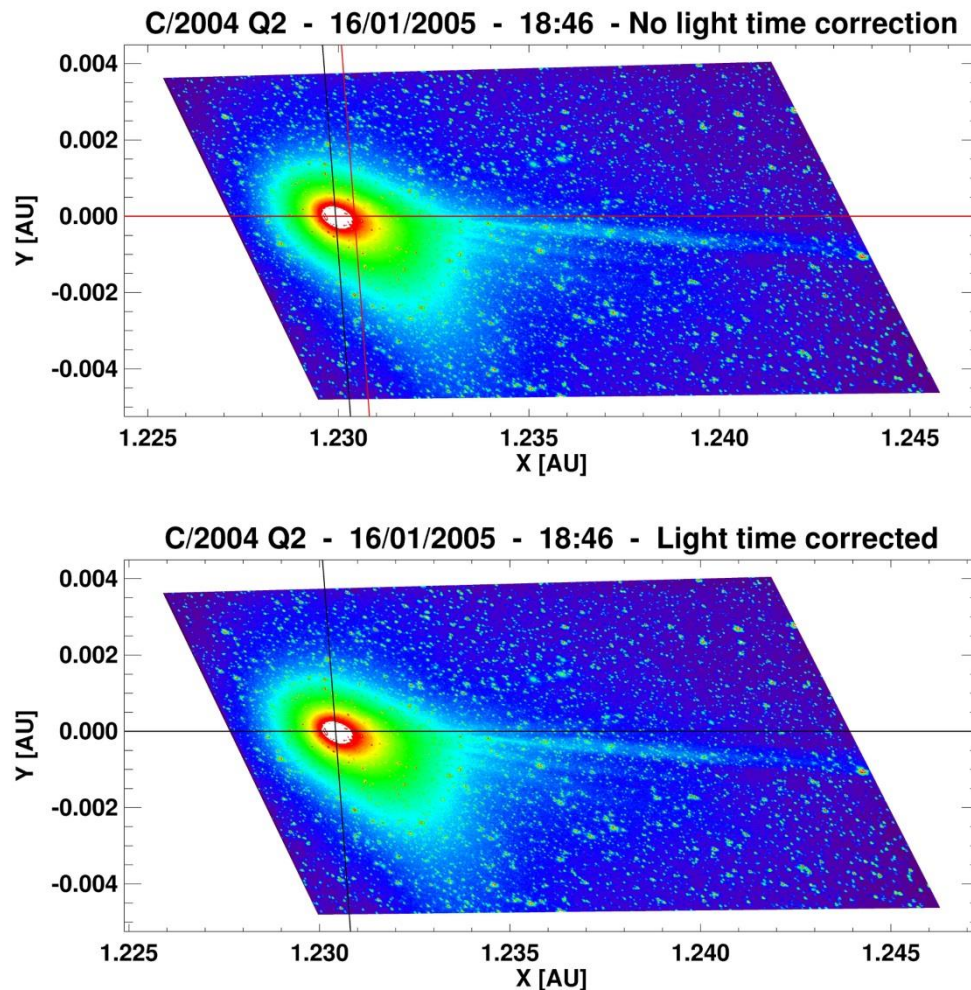 C/2004 Q2 - 16/01/2005 - 18:46 - No light time correction
0.004
0.002
0.000
-0.002
-0.004
Y [AU]
1.225 1.230 1.235 1.240 1.245
X [AU]
C/2004 Q2 - 16/01/2005 - 18:46 - Light time corrected
0.004
0.002
0.000
-0.002
-0.004
Y [AU]
1.225 1.230 1.235 1.240 1.245
X [AU]